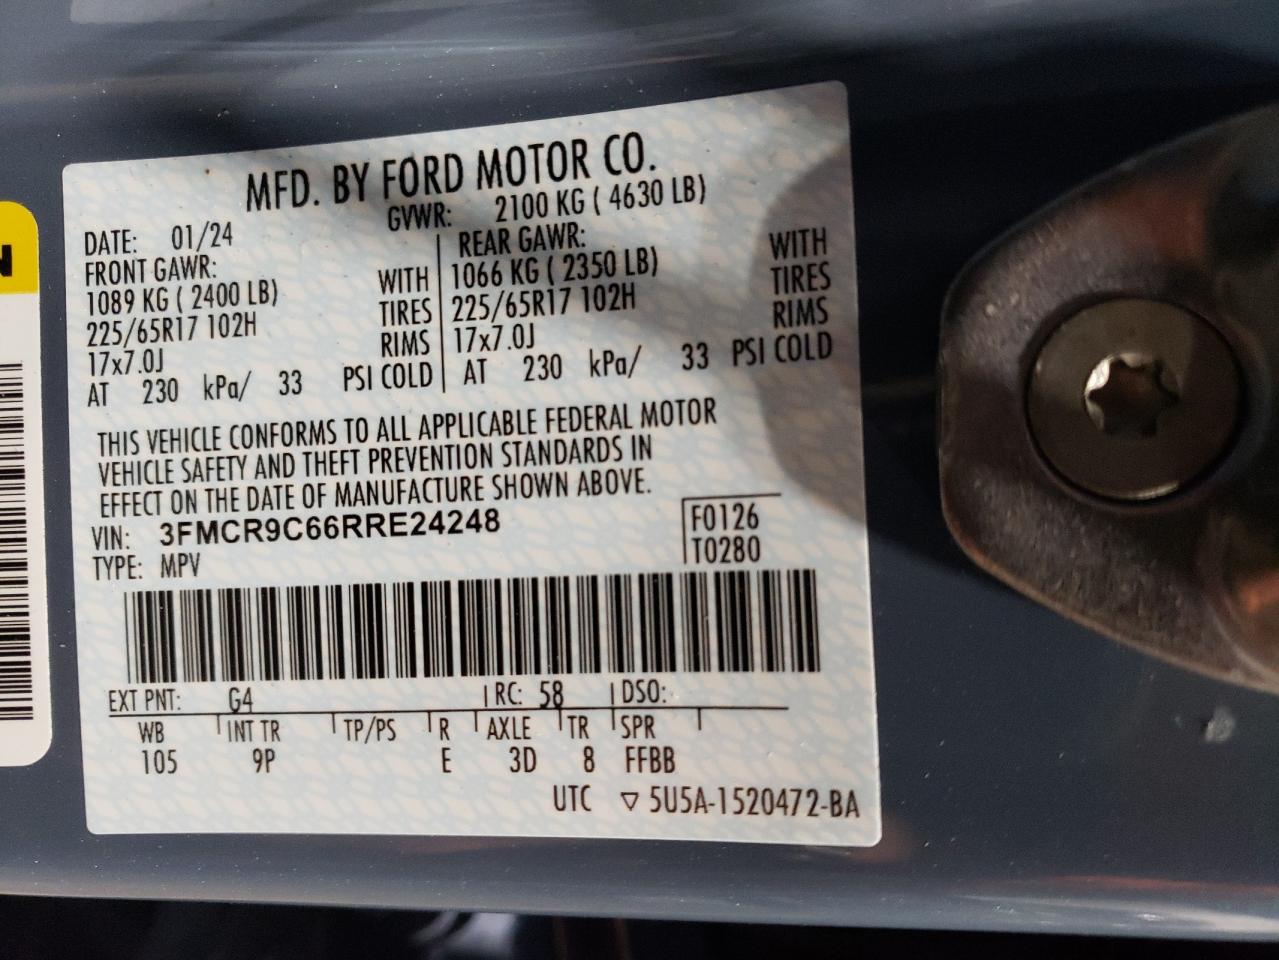 MFD. BY FORD MOTOR CO.
DATE: 01/24 GVWR: 2100 KG ( 4630 LB)
FRONT GAWR: REAR GAWR:
1089 KG ( 2400 LB) WITH 1066 KG ( 2350 LB) WITH
225/65R17 102H TIRES 225/65R17 102H TIRES
17x7.0J RIMS 17x7.0J RIMS
AT 230 kPa/ 33 PSI COLD AT 230 kPa/ 33 PSI COLD
THIS VEHICLE CONFORMS TO ALL APPLICABLE FEDERAL MOTOR
VEHICLE SAFETY AND THEFT PREVENTION STANDARDS IN
EFFECT ON THE DATE OF MANUFACTURE SHOWN ABOVE.
VIN: 3FMCR9C66RRE24248 F0126
TYPE: MPV T0280
EXT PNT: G4 RC: 58 DSO:
WB INT TR TP/PS R AXLE TR SPR
105 9P E 3D 8 FFBB
UTC ▽ 5U5A-1520472-BA
N